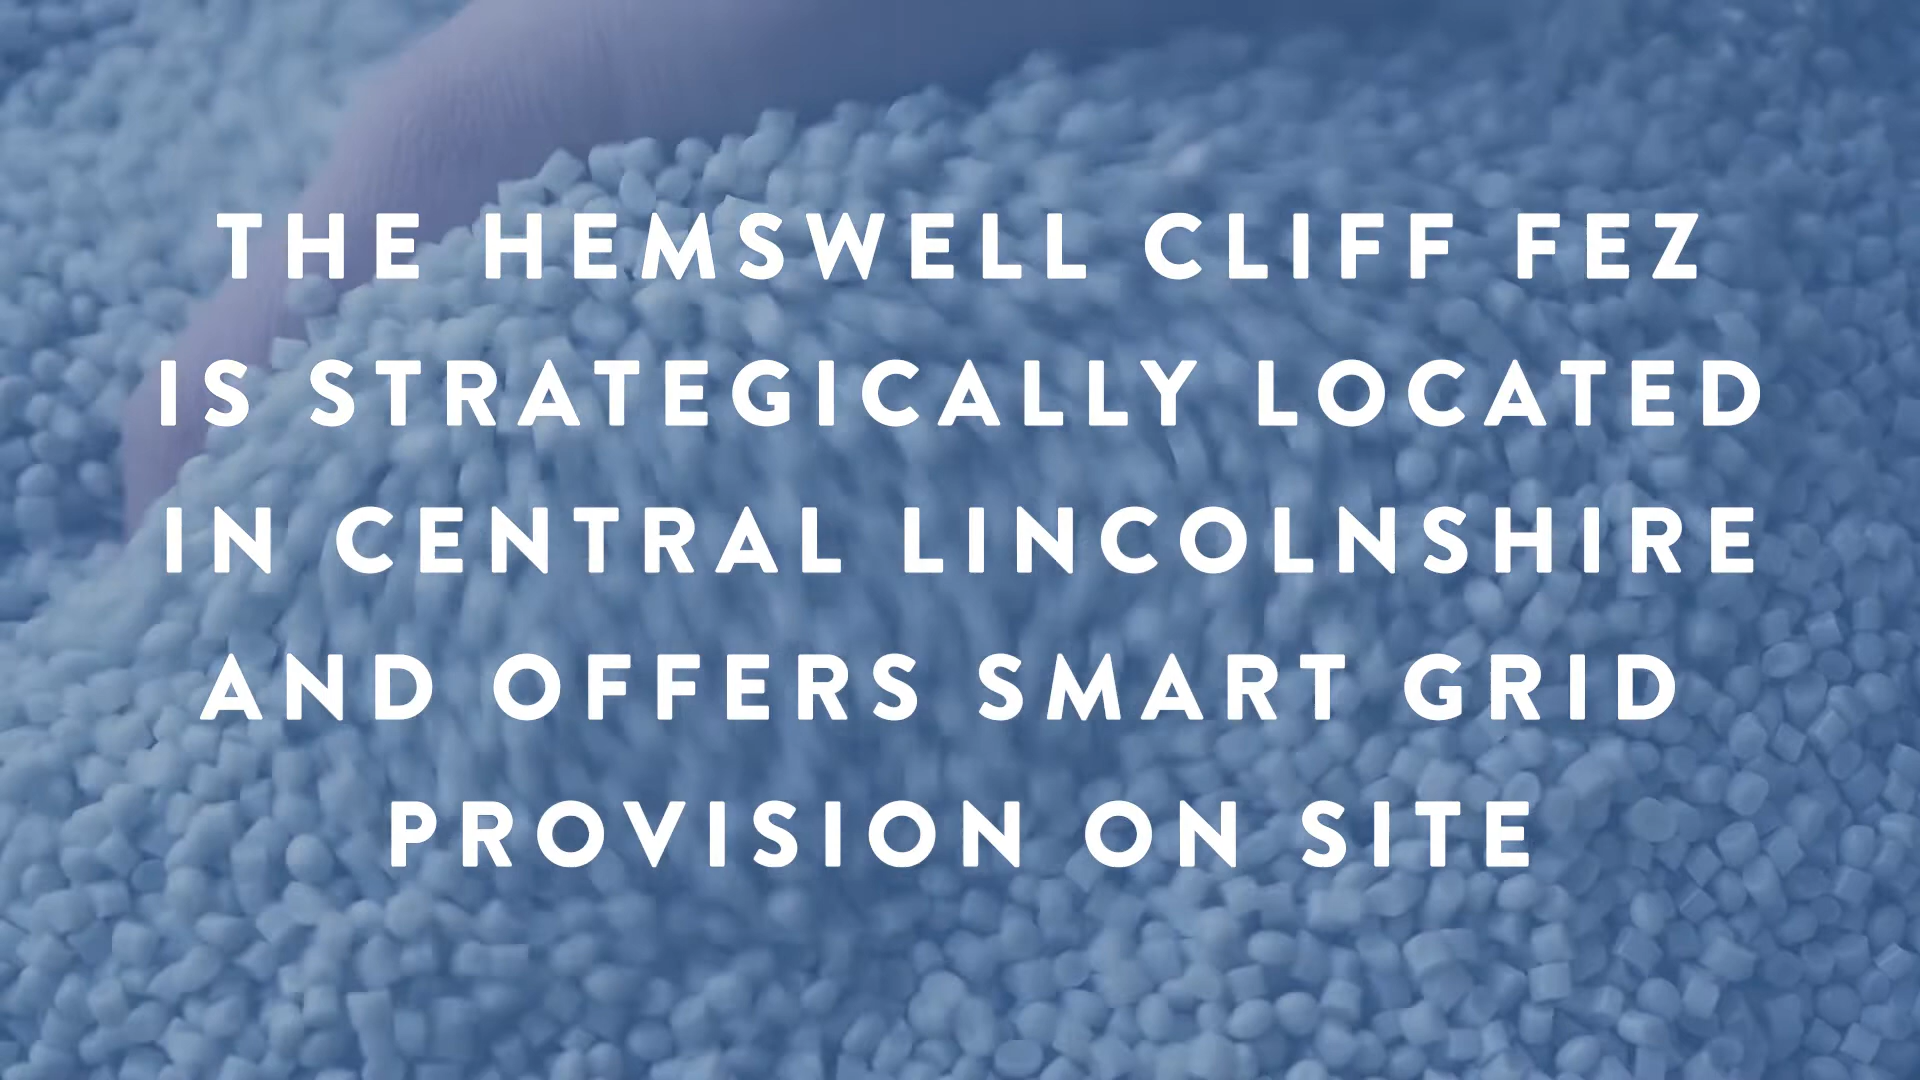 THE HEMSWELL CLIFF FEZ
IS STRATEGICALLY LOCATED
IN CENTRAL LINCOLNSHIRE
AND OFFERS SMART GRID
PROVISION ON SITE